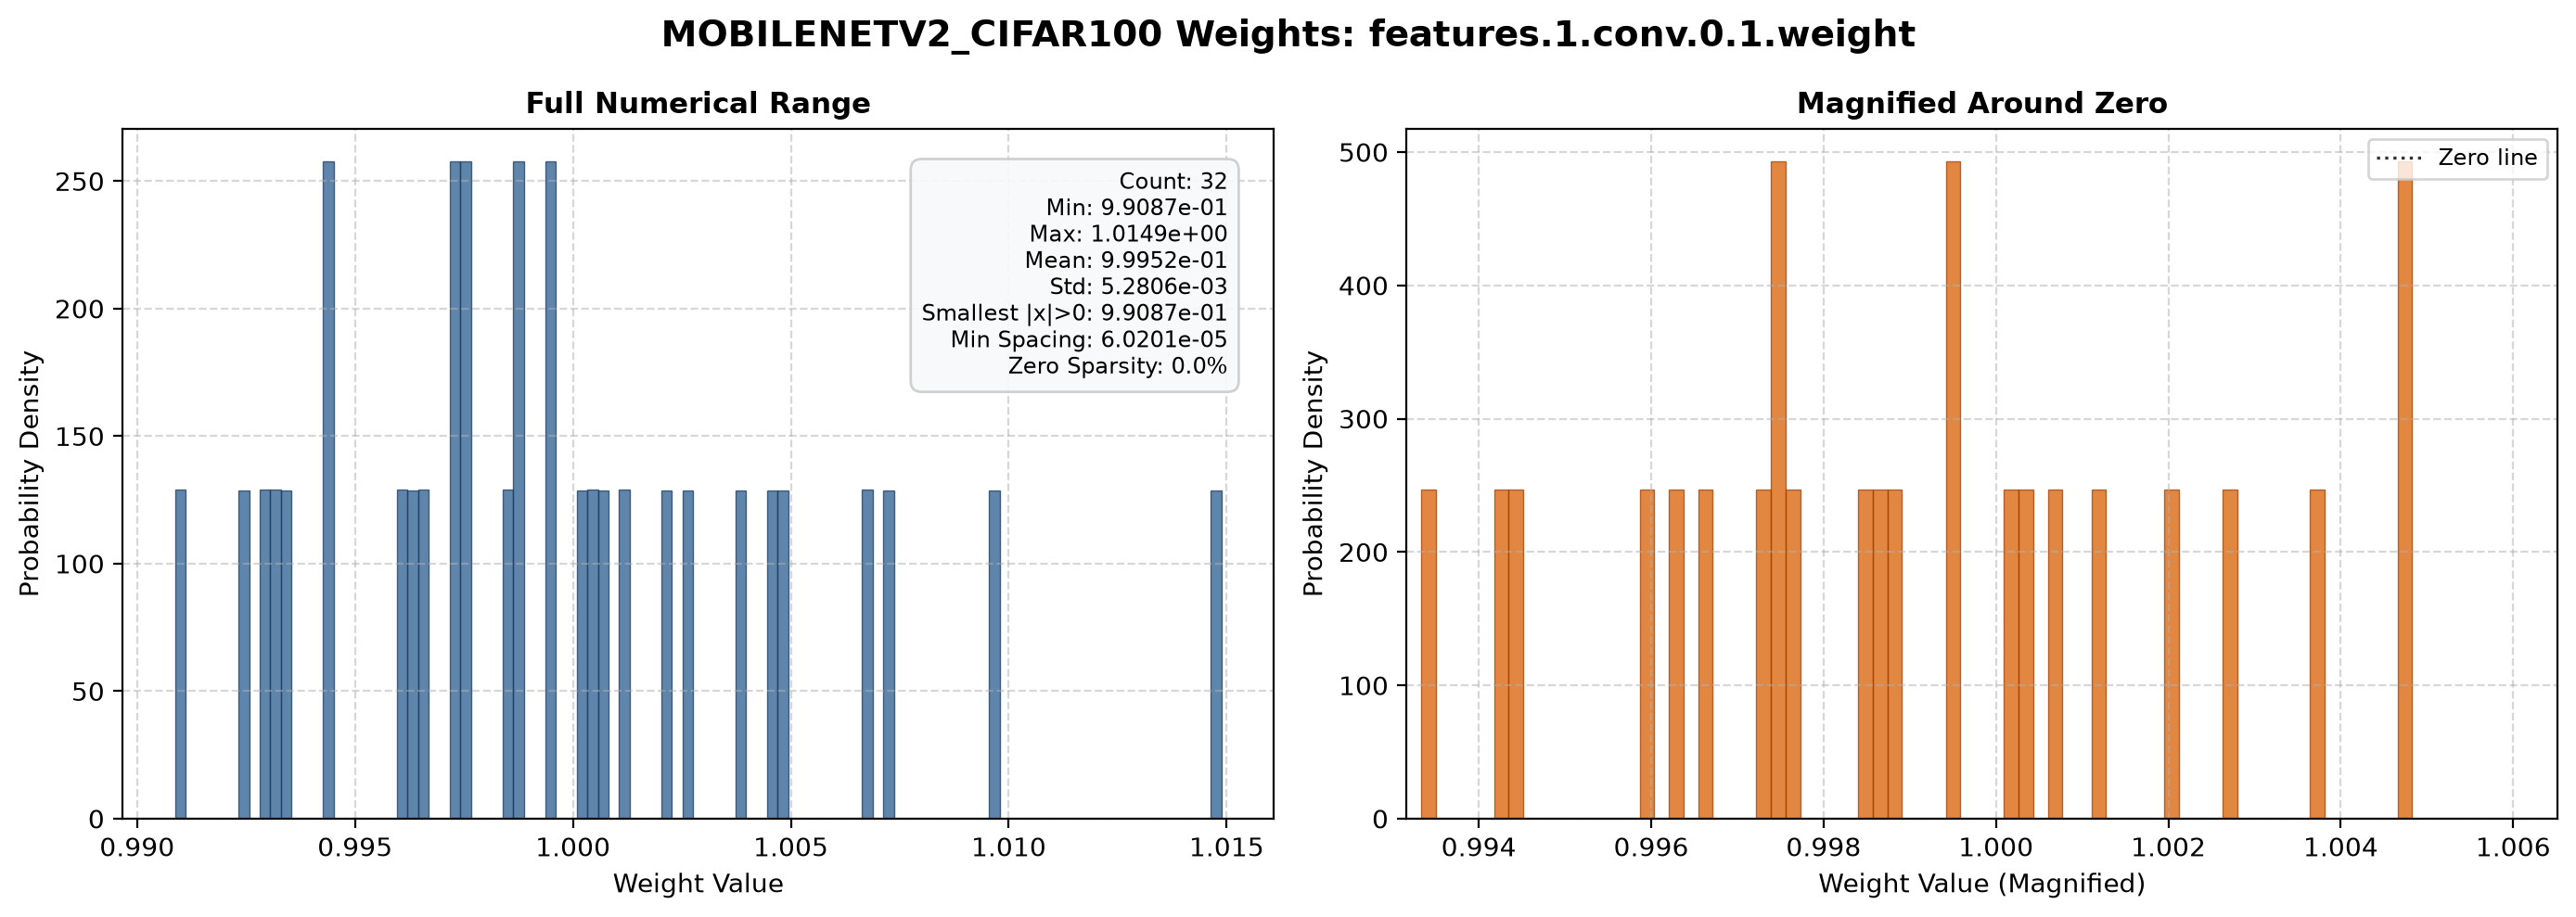 MOBILENETV2_CIFAR100 Weights: features.1.conv.0.1.weight
Full Numerical Range
Probability Density
250
200
150
100
50
0
0.990
0.995
1.000
1.005
1.010
1.015
Weight Value
Count: 32
Min: 9.9087e-01
Max: 1.0149e+00
Mean: 9.9952e-01
Std: 5.2806e-03
Smallest |x|>0: 9.9087e-01
Min Spacing: 6.0201e-05
Zero Sparsity: 0.0%
Magnified Around Zero
Probability Density
500
400
300
200
100
0
0.994
0.996
0.998
1.000
1.002
1.004
1.006
Weight Value (Magnified)
Zero line